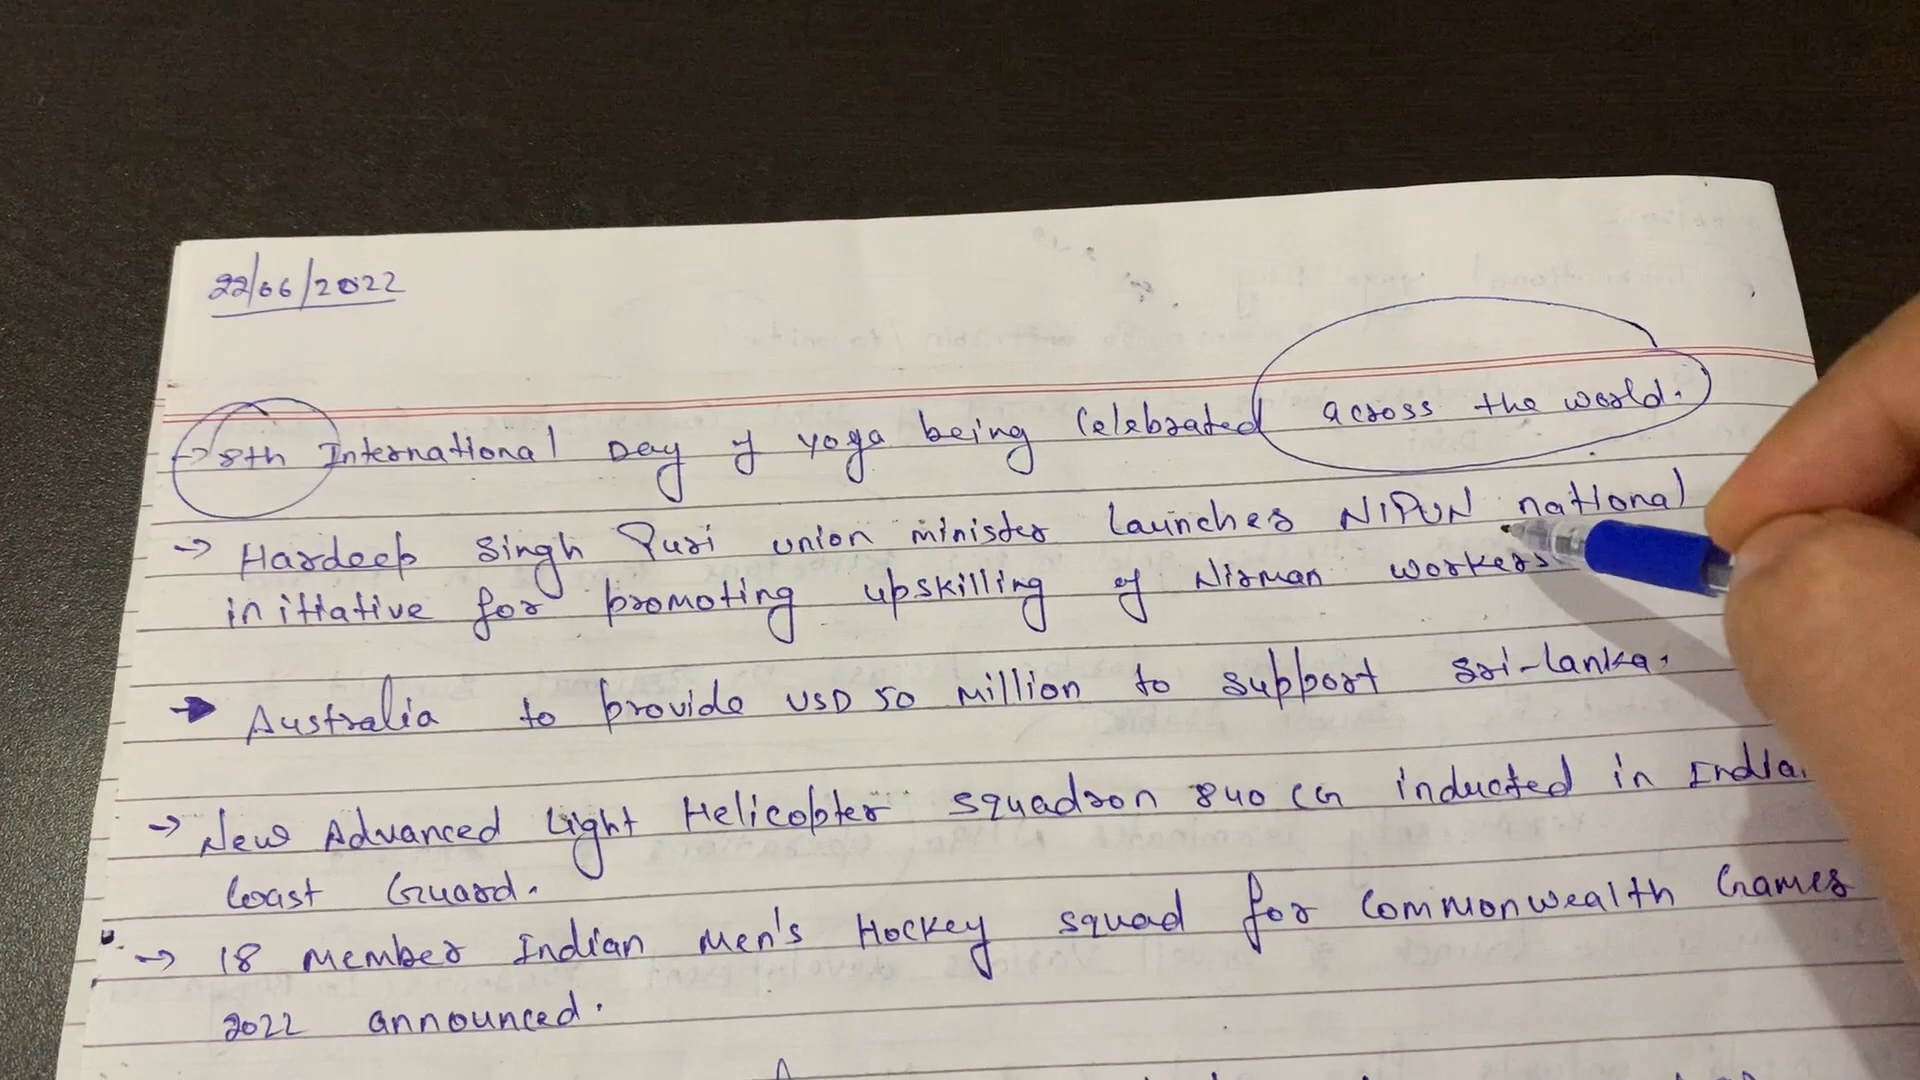 22/06/2022
→ 8th International Day of yoga being celebrated across the world.
→ Hardeep Singh Puri union minister launches NIPUN national
initiative for promoting upskilling of Nirman workers
→ Australia to provide USD 50 Million to support Sri-lanka.
→ New Advanced Light Helicopter squadron 840 CG inducted in India.
Coast Guard.
→ 18 member Indian Men's Hockey squad for Commonwealth Games
2022 announced.